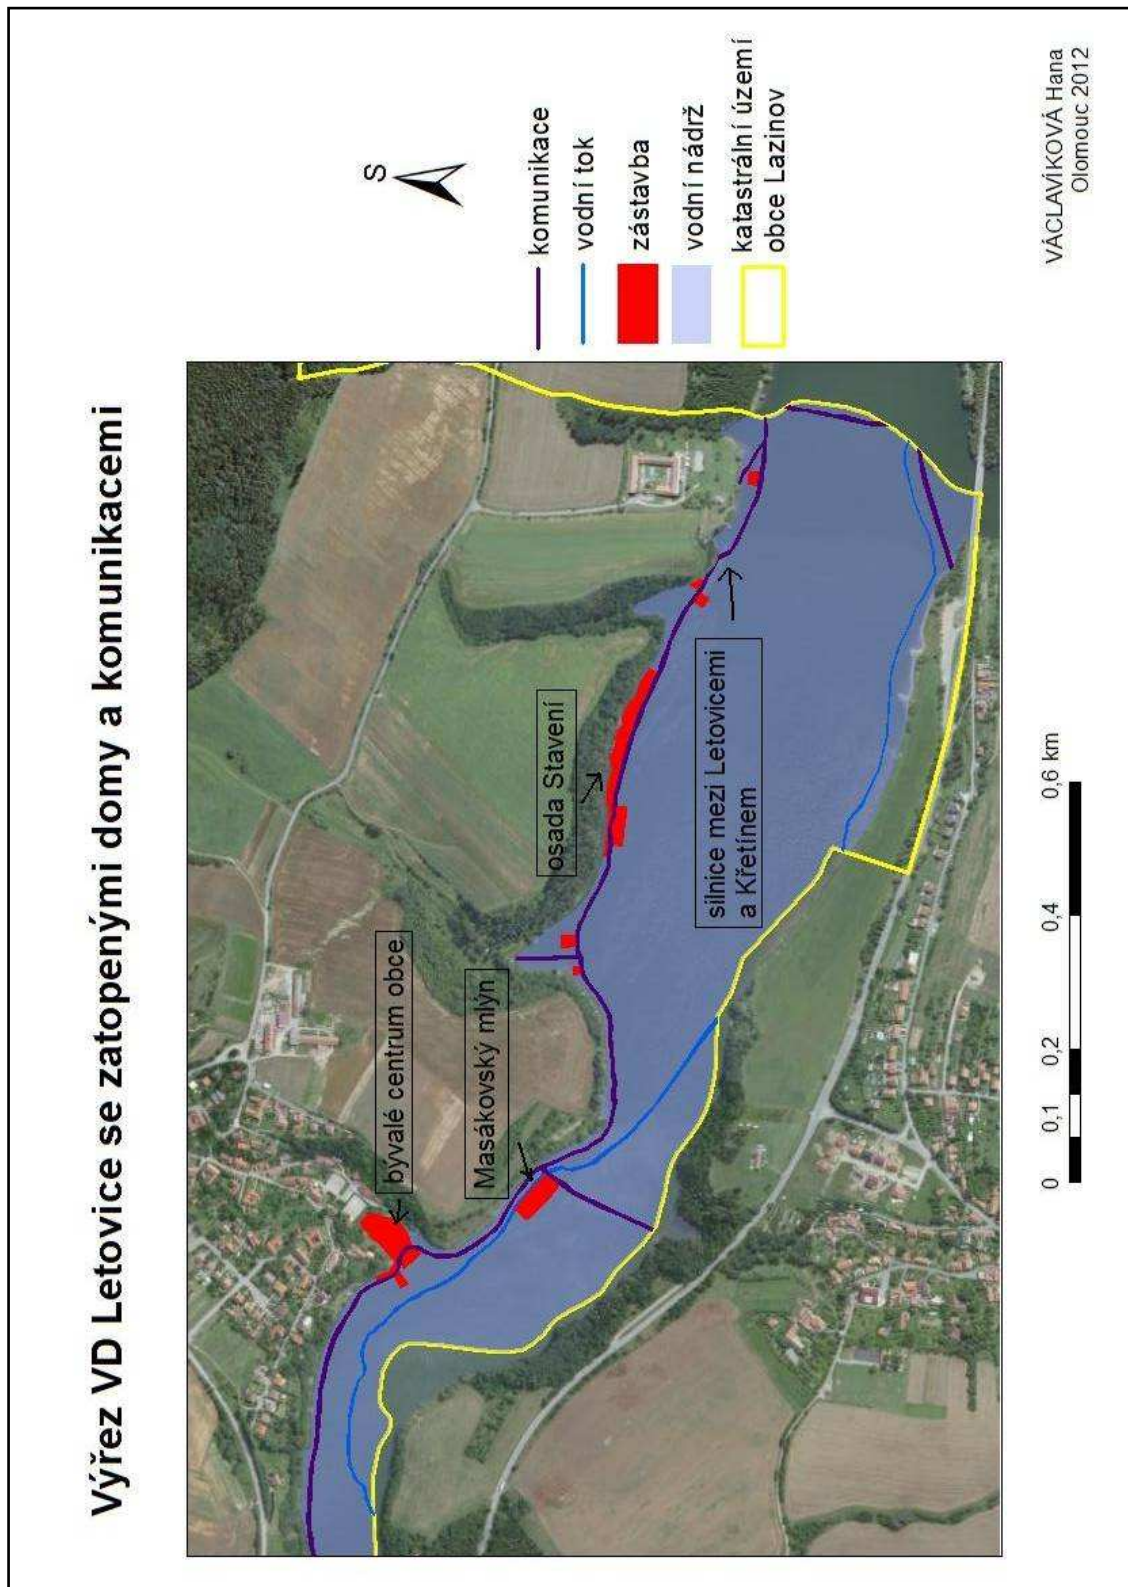 Výřez VD Letovice se zatopenými domy a komunikacemi
S
komunikace
vodní tok
zástavba
vodní nádrž
katastrální území
obce Lazinov
bývalé centrum obce
Masákovský mlýn
osada Stavení
silnice mezi Letovicemi
a Křetínem
0 0,1 0,2 0,4 0,6 km
VÁCLAVÍKOVÁ Hana
Olomouc 2012